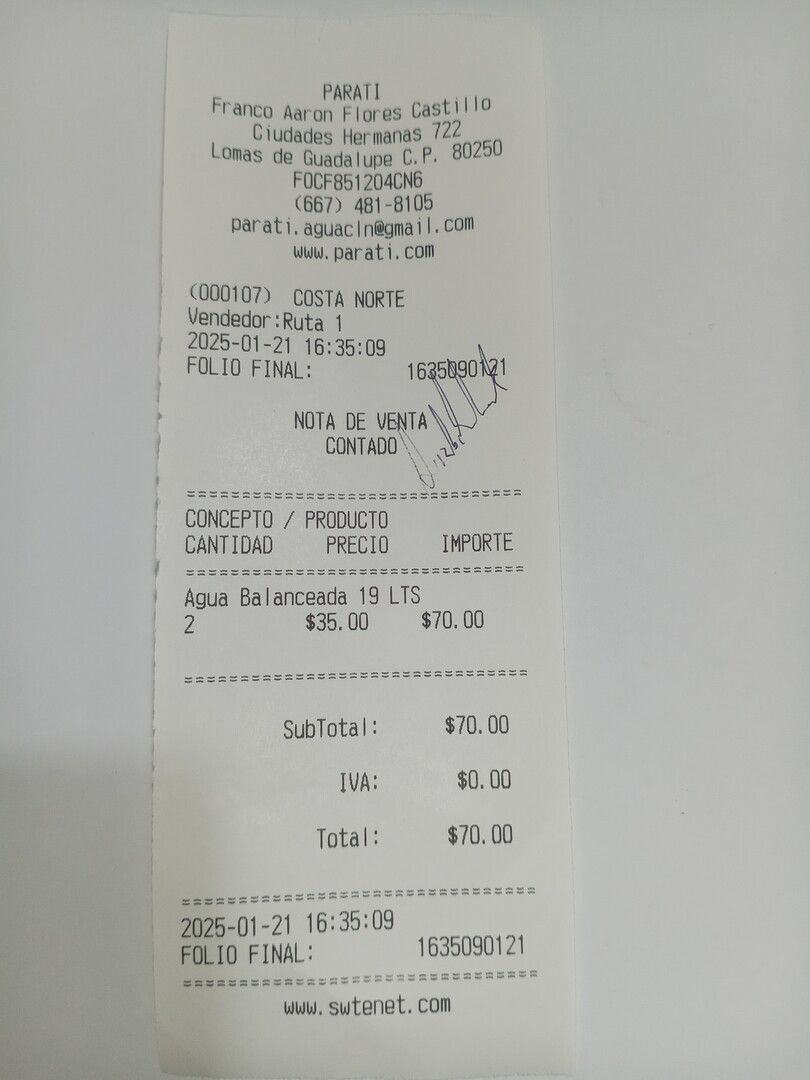 PARATI
Franco Aaron Flores Castillo
Ciudades Hermanas 722
Lomas de Guadalupe C.P. 80250
FOCF851204CN6
(667) 481-8105
parati.aguacln@gmail.com
www.parati.com
(000107) COSTA NORTE
Vendedor:Ruta 1
2025-01-21 16:35:09
FOLIO FINAL: 1635090121
NOTA DE VENTA
CONTADO
================================
CONCEPTO / PRODUCTO
CANTIDAD PRECIO IMPORTE
================================
Agua Balanceada 19 LTS
2 $35.00 $70.00
================================
SubTotal: $70.00
IVA: $0.00
Total: $70.00
================================
2025-01-21 16:35:09
FOLIO FINAL: 1635090121
================================
www.swtenet.com